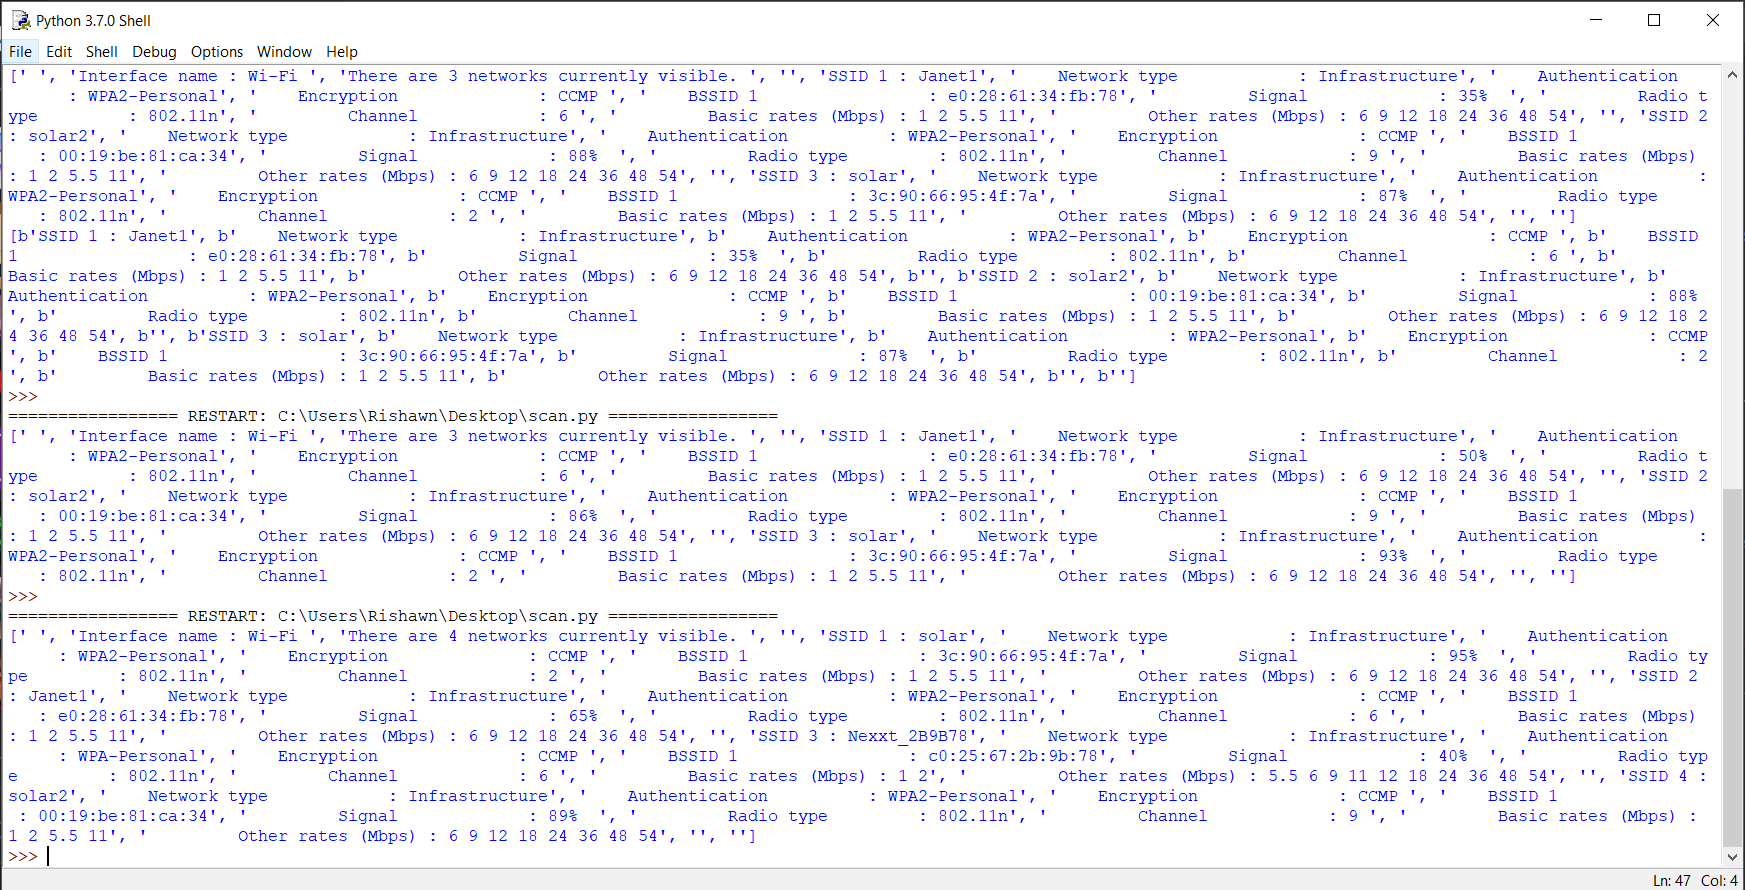 Python 3.7.0 Shell
File Edit Shell Debug Options Window Help
[' ', 'Interface name : Wi-Fi ', 'There are 3 networks currently visible. ', '', 'SSID 1 : Janet1', '    Network type            : Infrastructure', '    Authentication
      : WPA2-Personal', '    Encryption              : CCMP ', '    BSSID 1                 : e0:28:61:34:fb:78', '         Signal             : 35%  ', '         Radio t
ype         : 802.11n', '         Channel            : 6 ', '         Basic rates (Mbps) : 1 2 5.5 11', '         Other rates (Mbps) : 6 9 12 18 24 36 48 54', '', 'SSID 2
: solar2', '    Network type            : Infrastructure', '    Authentication          : WPA2-Personal', '    Encryption              : CCMP ', '    BSSID 1
   : 00:19:be:81:ca:34', '         Signal             : 88%  ', '         Radio type         : 802.11n', '         Channel            : 9 ', '         Basic rates (Mbps)
: 1 2 5.5 11', '         Other rates (Mbps) : 6 9 12 18 24 36 48 54', '', 'SSID 3 : solar', '    Network type            : Infrastructure', '    Authentication          :
WPA2-Personal', '    Encryption              : CCMP ', '    BSSID 1                 : 3c:90:66:95:4f:7a', '         Signal             : 87%  ', '         Radio type
   : 802.11n', '         Channel            : 2 ', '         Basic rates (Mbps) : 1 2 5.5 11', '         Other rates (Mbps) : 6 9 12 18 24 36 48 54', '', '']
[b'SSID 1 : Janet1', b'    Network type            : Infrastructure', b'    Authentication          : WPA2-Personal', b'    Encryption              : CCMP ', b'    BSSID
1                 : e0:28:61:34:fb:78', b'         Signal             : 35%  ', b'         Radio type         : 802.11n', b'         Channel            : 6 ', b'
Basic rates (Mbps) : 1 2 5.5 11', b'         Other rates (Mbps) : 6 9 12 18 24 36 48 54', b'', b'SSID 2 : solar2', b'    Network type            : Infrastructure', b'
Authentication          : WPA2-Personal', b'    Encryption              : CCMP ', b'    BSSID 1                 : 00:19:be:81:ca:34', b'         Signal             : 88%
', b'         Radio type         : 802.11n', b'         Channel            : 9 ', b'         Basic rates (Mbps) : 1 2 5.5 11', b'         Other rates (Mbps) : 6 9 12 18 2
4 36 48 54', b'', b'SSID 3 : solar', b'    Network type            : Infrastructure', b'    Authentication          : WPA2-Personal', b'    Encryption              : CCMP
', b'    BSSID 1                 : 3c:90:66:95:4f:7a', b'         Signal             : 87%  ', b'         Radio type         : 802.11n', b'         Channel            : 2
', b'         Basic rates (Mbps) : 1 2 5.5 11', b'         Other rates (Mbps) : 6 9 12 18 24 36 48 54', b'', b'']
>>>
================= RESTART: C:\Users\Rishawn\Desktop\scan.py =================
[' ', 'Interface name : Wi-Fi ', 'There are 3 networks currently visible. ', '', 'SSID 1 : Janet1', '    Network type            : Infrastructure', '    Authentication
      : WPA2-Personal', '    Encryption              : CCMP ', '    BSSID 1                 : e0:28:61:34:fb:78', '         Signal             : 50%  ', '         Radio t
ype         : 802.11n', '         Channel            : 6 ', '         Basic rates (Mbps) : 1 2 5.5 11', '         Other rates (Mbps) : 6 9 12 18 24 36 48 54', '', 'SSID 2
: solar2', '    Network type            : Infrastructure', '    Authentication          : WPA2-Personal', '    Encryption              : CCMP ', '    BSSID 1
   : 00:19:be:81:ca:34', '         Signal             : 86%  ', '         Radio type         : 802.11n', '         Channel            : 9 ', '         Basic rates (Mbps)
: 1 2 5.5 11', '         Other rates (Mbps) : 6 9 12 18 24 36 48 54', '', 'SSID 3 : solar', '    Network type            : Infrastructure', '    Authentication          :
WPA2-Personal', '    Encryption              : CCMP ', '    BSSID 1                 : 3c:90:66:95:4f:7a', '         Signal             : 93%  ', '         Radio type
   : 802.11n', '         Channel            : 2 ', '         Basic rates (Mbps) : 1 2 5.5 11', '         Other rates (Mbps) : 6 9 12 18 24 36 48 54', '', '']
>>>
================= RESTART: C:\Users\Rishawn\Desktop\scan.py =================
[' ', 'Interface name : Wi-Fi ', 'There are 4 networks currently visible. ', '', 'SSID 1 : solar', '    Network type            : Infrastructure', '    Authentication
     : WPA2-Personal', '    Encryption              : CCMP ', '    BSSID 1                 : 3c:90:66:95:4f:7a', '         Signal             : 95%  ', '         Radio ty
pe         : 802.11n', '         Channel            : 2 ', '         Basic rates (Mbps) : 1 2 5.5 11', '         Other rates (Mbps) : 6 9 12 18 24 36 48 54', '', 'SSID 2
: Janet1', '    Network type            : Infrastructure', '    Authentication          : WPA2-Personal', '    Encryption              : CCMP ', '    BSSID 1
   : e0:28:61:34:fb:78', '         Signal             : 65%  ', '         Radio type         : 802.11n', '         Channel            : 6 ', '         Basic rates (Mbps)
: 1 2 5.5 11', '         Other rates (Mbps) : 6 9 12 18 24 36 48 54', '', 'SSID 3 : Nexxt_2B9B78', '    Network type            : Infrastructure', '    Authentication
     : WPA-Personal', '    Encryption              : CCMP ', '    BSSID 1                 : c0:25:67:2b:9b:78', '         Signal             : 40%  ', '         Radio typ
e         : 802.11n', '         Channel            : 6 ', '         Basic rates (Mbps) : 1 2', '         Other rates (Mbps) : 5.5 6 9 11 12 18 24 36 48 54', '', 'SSID 4 :
solar2', '    Network type            : Infrastructure', '    Authentication          : WPA2-Personal', '    Encryption              : CCMP ', '    BSSID 1
 : 00:19:be:81:ca:34', '         Signal             : 89%  ', '         Radio type         : 802.11n', '         Channel            : 9 ', '         Basic rates (Mbps) :
1 2 5.5 11', '         Other rates (Mbps) : 6 9 12 18 24 36 48 54', '', '']
>>>
Ln: 47 Col: 4